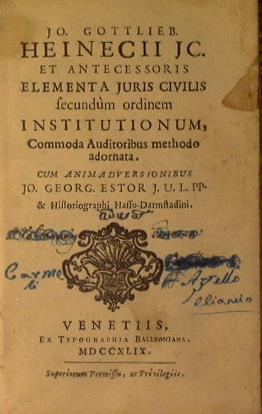 JO. GOTTLIEB.
HEINECII JC.
ET ANTECESSORIS
ELEMENTA JURIS CIVILIS
secundùm ordinem
INSTITUTIONUM,
Commoda Auditoribus methodo
adornata.
CUM ANIMADVERSIONIBUS
JO. GEORG. ESTOR J. U. L. PP.
& Historiographi Hasso-Darmstadini.
VENETIIS,
EX TYPOGRAPHIA BALLEONIANA.
MDCCXLIX.
Superiorum Permissu, ac Privilegiis.